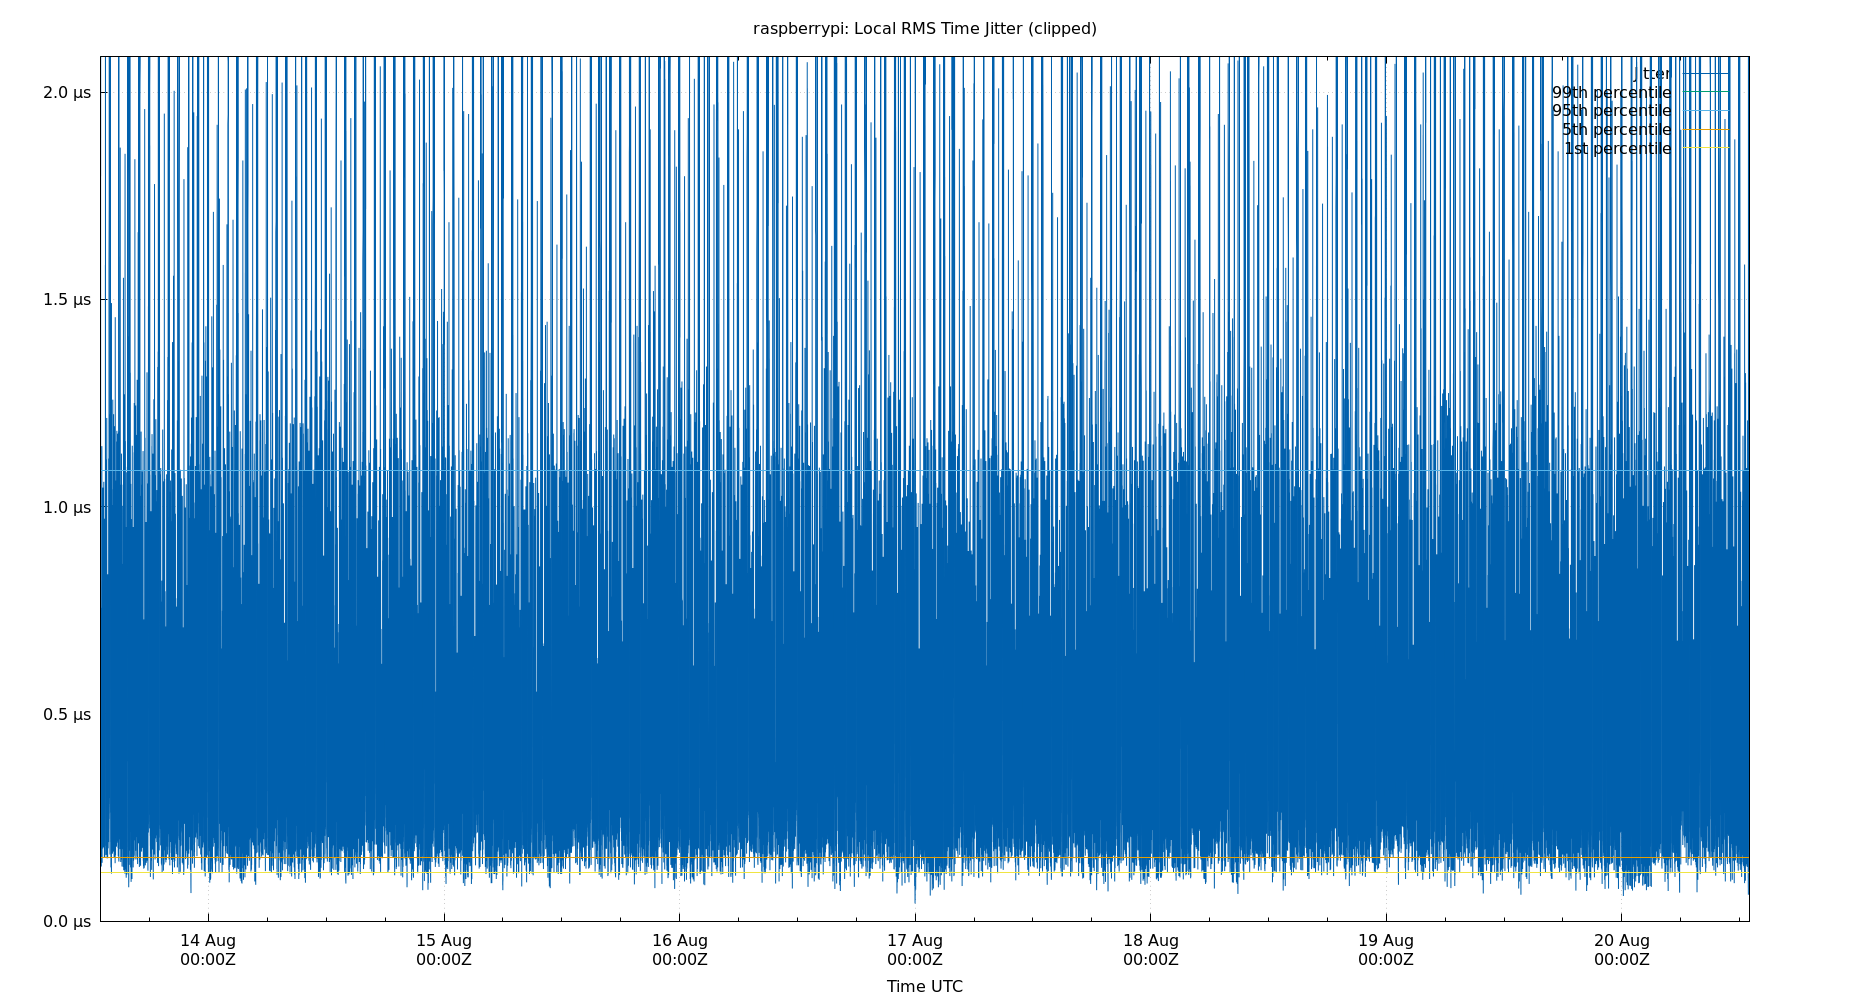 raspberrypi: Local RMS Time Jitter (clipped)
jitter
99th percentile
95th percentile
5th percentile
1st percentile
2.0 µs
1.5 µs
1.0 µs
0.5 µs
0.0 µs
14 Aug 15 Aug 16 Aug 17 Aug 18 Aug 19 Aug 20 Aug
00:00Z 00:00Z 00:00Z 00:00Z 00:00Z 00:00Z 00:00Z
Time UTC